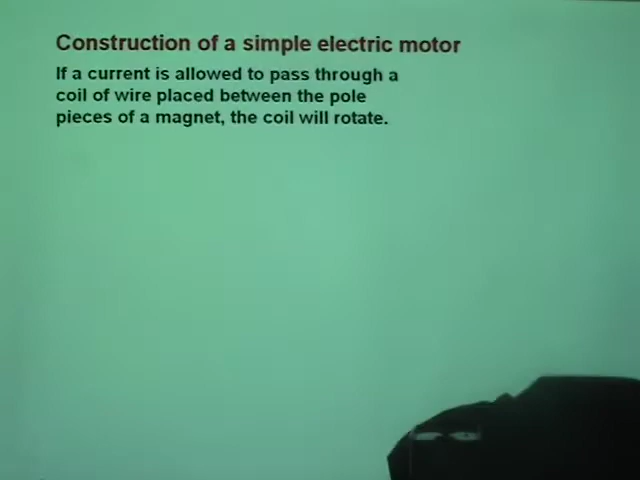 Construction of a simple electric motor
If a current is allowed to pass through a
coil of wire placed between the pole
pieces of a magnet, the coil will rotate.